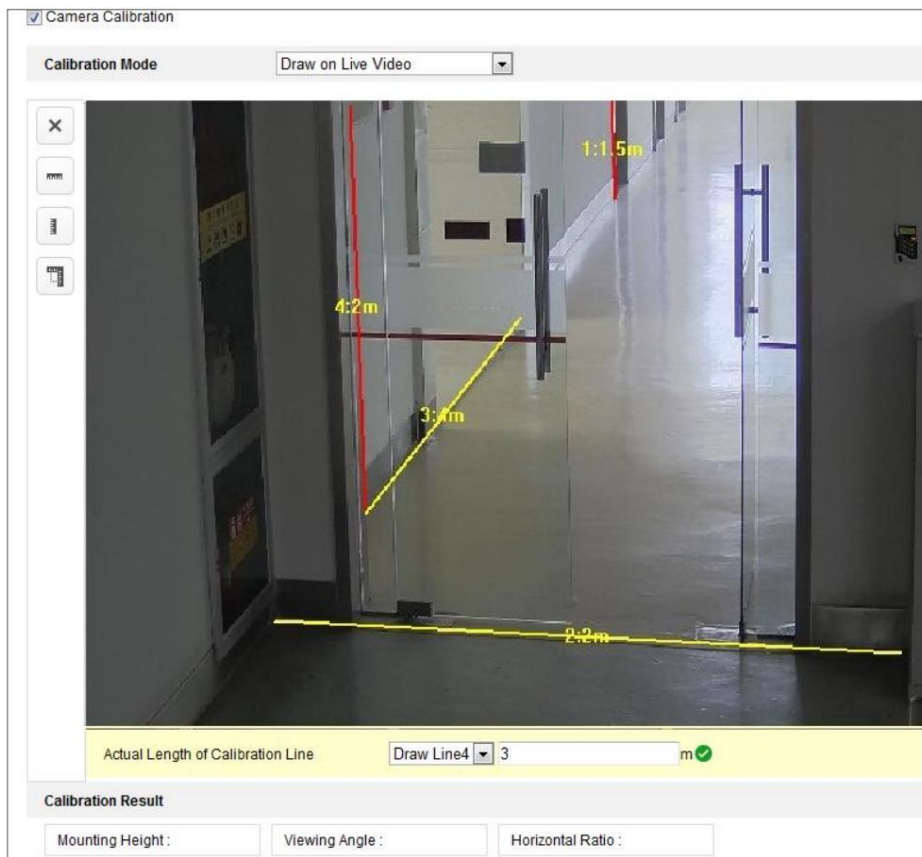 Camera Calibration
Calibration Mode Draw on Live Video
1:1.5m
4:2m
3:4m
2:2m
Actual Length of Calibration Line Draw Line4 3 m
Calibration Result
Mounting Height : Viewing Angle : Horizontal Ratio :